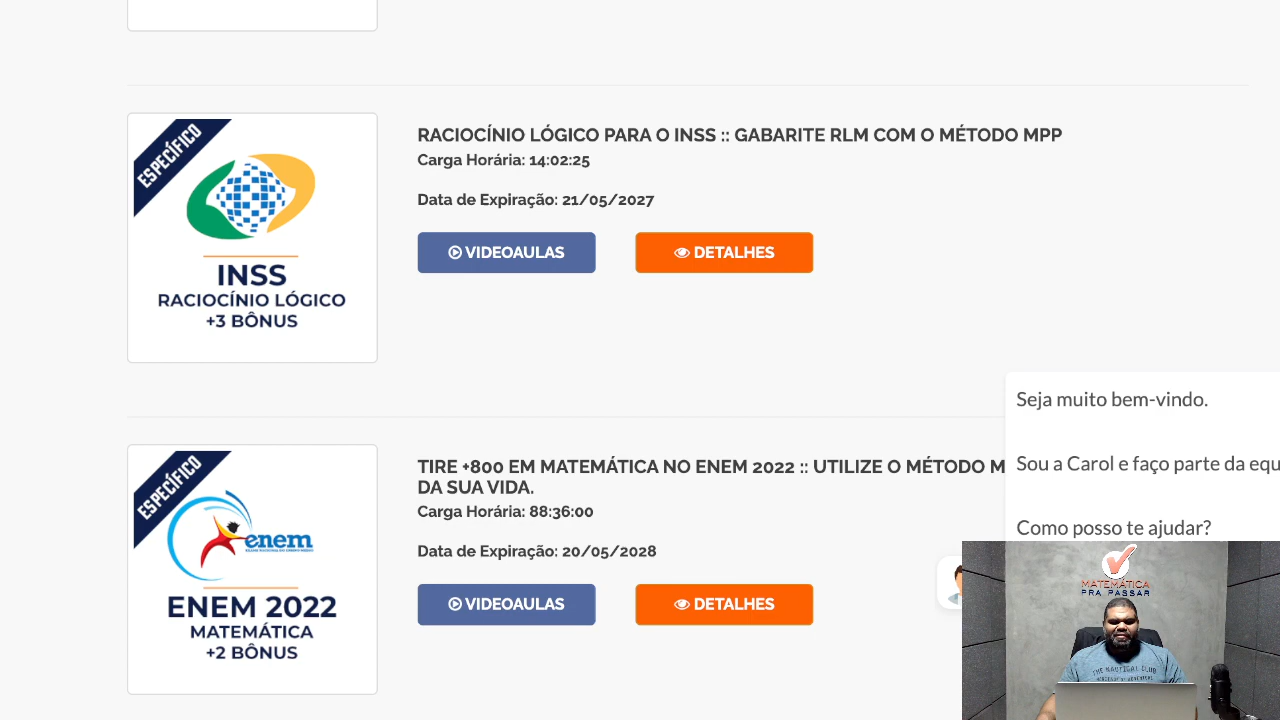 ESPECÍFICO
INSS
RACIOCÍNIO LÓGICO
+3 BÔNUS
RACIOCÍNIO LÓGICO PARA O INSS :: GABARITE RLM COM O MÉTODO MPP
Carga Horária: 14:02:25
Data de Expiração: 21/05/2027
VIDEOAULAS
DETALHES
ESPECÍFICO
enem
ENEM 2022
MATEMÁTICA
+2 BÔNUS
TIRE +800 EM MATEMÁTICA NO ENEM 2022 :: UTILIZE O MÉTODO M
DA SUA VIDA.
Carga Horária: 88:36:00
Data de Expiração: 20/05/2028
VIDEOAULAS
DETALHES
Seja muito bem-vindo.
Sou a Carol e faço parte da equ
Como posso te ajudar?
MATEMÁTICA
PRA PASSAR
THE NAUTICAL CLUB